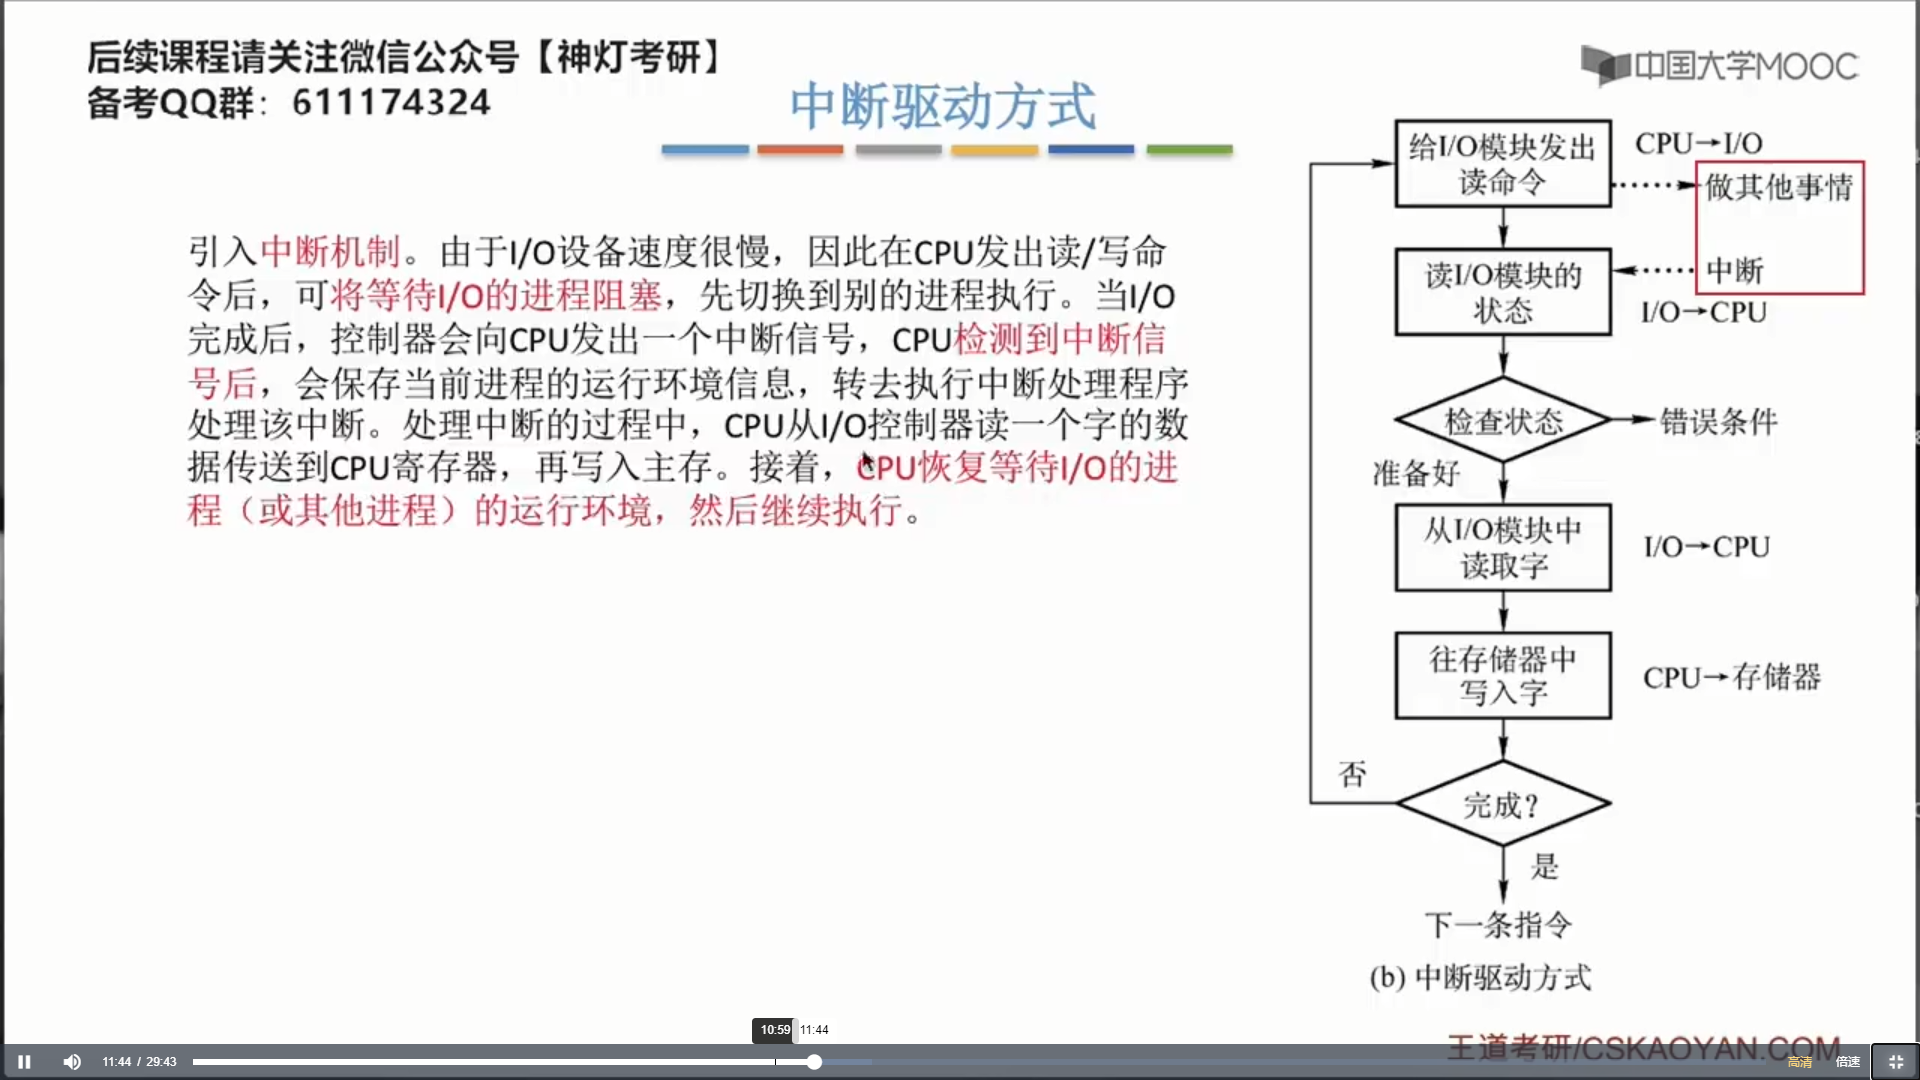 后续课程请关注微信公众号【神灯考研】
备考QQ群：611174324
中国大学MOOC
中断驱动方式
引入中断机制。由于I/O设备速度很慢，因此在CPU发出读/写命
令后，可将等待I/O的进程阻塞，先切换到别的进程执行。当I/O
完成后，控制器会向CPU发出一个中断信号，CPU检测到中断信
号后，会保存当前进程的运行环境信息，转去执行中断处理程序
处理该中断。处理中断的过程中，CPU从I/O控制器读一个字的数
据传送到CPU寄存器，再写入主存。接着，CPU恢复等待I/O的进
程（或其他进程）的运行环境，然后继续执行。
给I/O模块发出
读命令
CPU→I/O
做其他事情
读I/O模块的
状态
中断
I/O→CPU
检查状态
错误条件
准备好
从I/O模块中
读取字
I/O→CPU
往存储器中
写入字
CPU→存储器
否
完成？
是
下一条指令
(b) 中断驱动方式
王道考研/CSKAOYAN.COM
10:59
11:44
11:44 / 29:43
高清
倍速